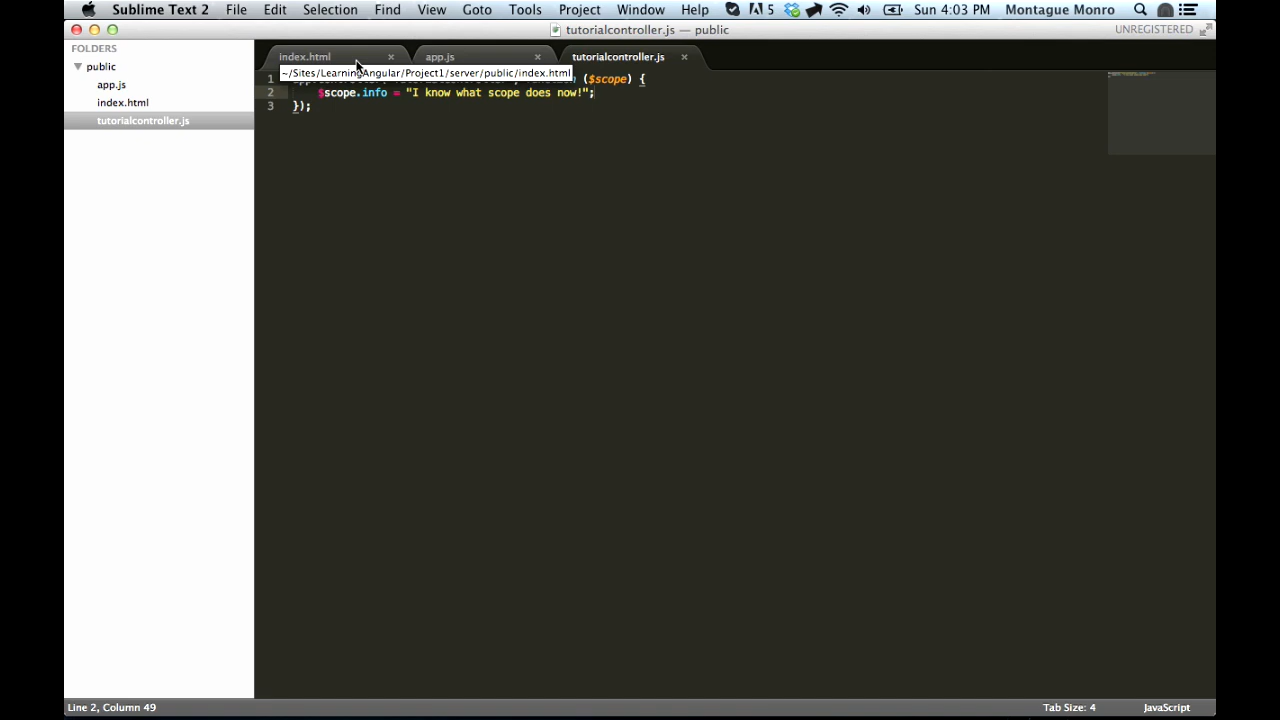 Sublime Text 2 File Edit Selection Find View Goto Tools Project Window Help 5 Sun 4:03 PM Montague Monro
tutorialcontroller.js — public UNREGISTERED
FOLDERS
public
app.js
index.html
tutorialcontroller.js
index.html app.js tutorialcontroller.js
~/Sites/LearningAngular/Project1/server/public/index.html
1 ($scope) {
2 $scope.info = "I know what scope does now!";
3 });
Line 2, Column 49 Tab Size: 4 JavaScript